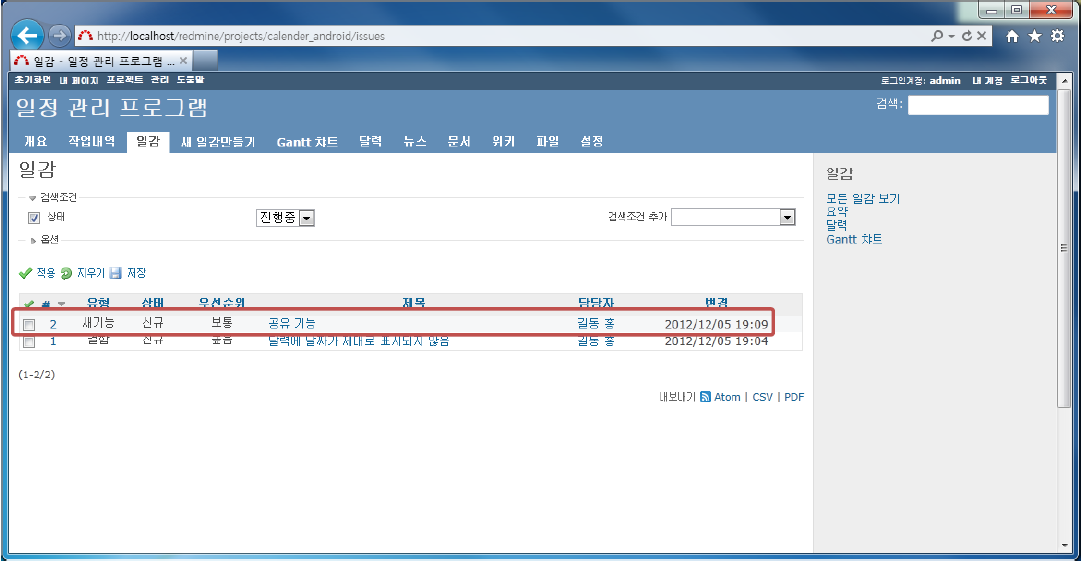 http://localhost/redmine/projects/calender_android/issues
일감 - 일정 관리 프로그램 ...
초기화면 내 페이지 프로젝트 관리 도움말
로그인계정: admin 내 계정 로그아웃
일정 관리 프로그램
검색:
개요 작업내역 일감 새 일감만들기 Gantt 챠트 달력 뉴스 문서 위키 파일 설정
일감
검색조건
상태 진행중 검색조건 추가
옵션
적용 지우기 저장
# 유형 상태 우선순위 제목 담당자 변경
2 새기능 신규 보통 공유 기능 길동 홍 2012/12/05 19:09
1 결함 신규 높음 달력에 날짜가 제대로 표시되지 않음 길동 홍 2012/12/05 19:04
(1-2/2)
내보내기 Atom | CSV | PDF
일감
모든 일감 보기
요약
달력
Gantt 챠트